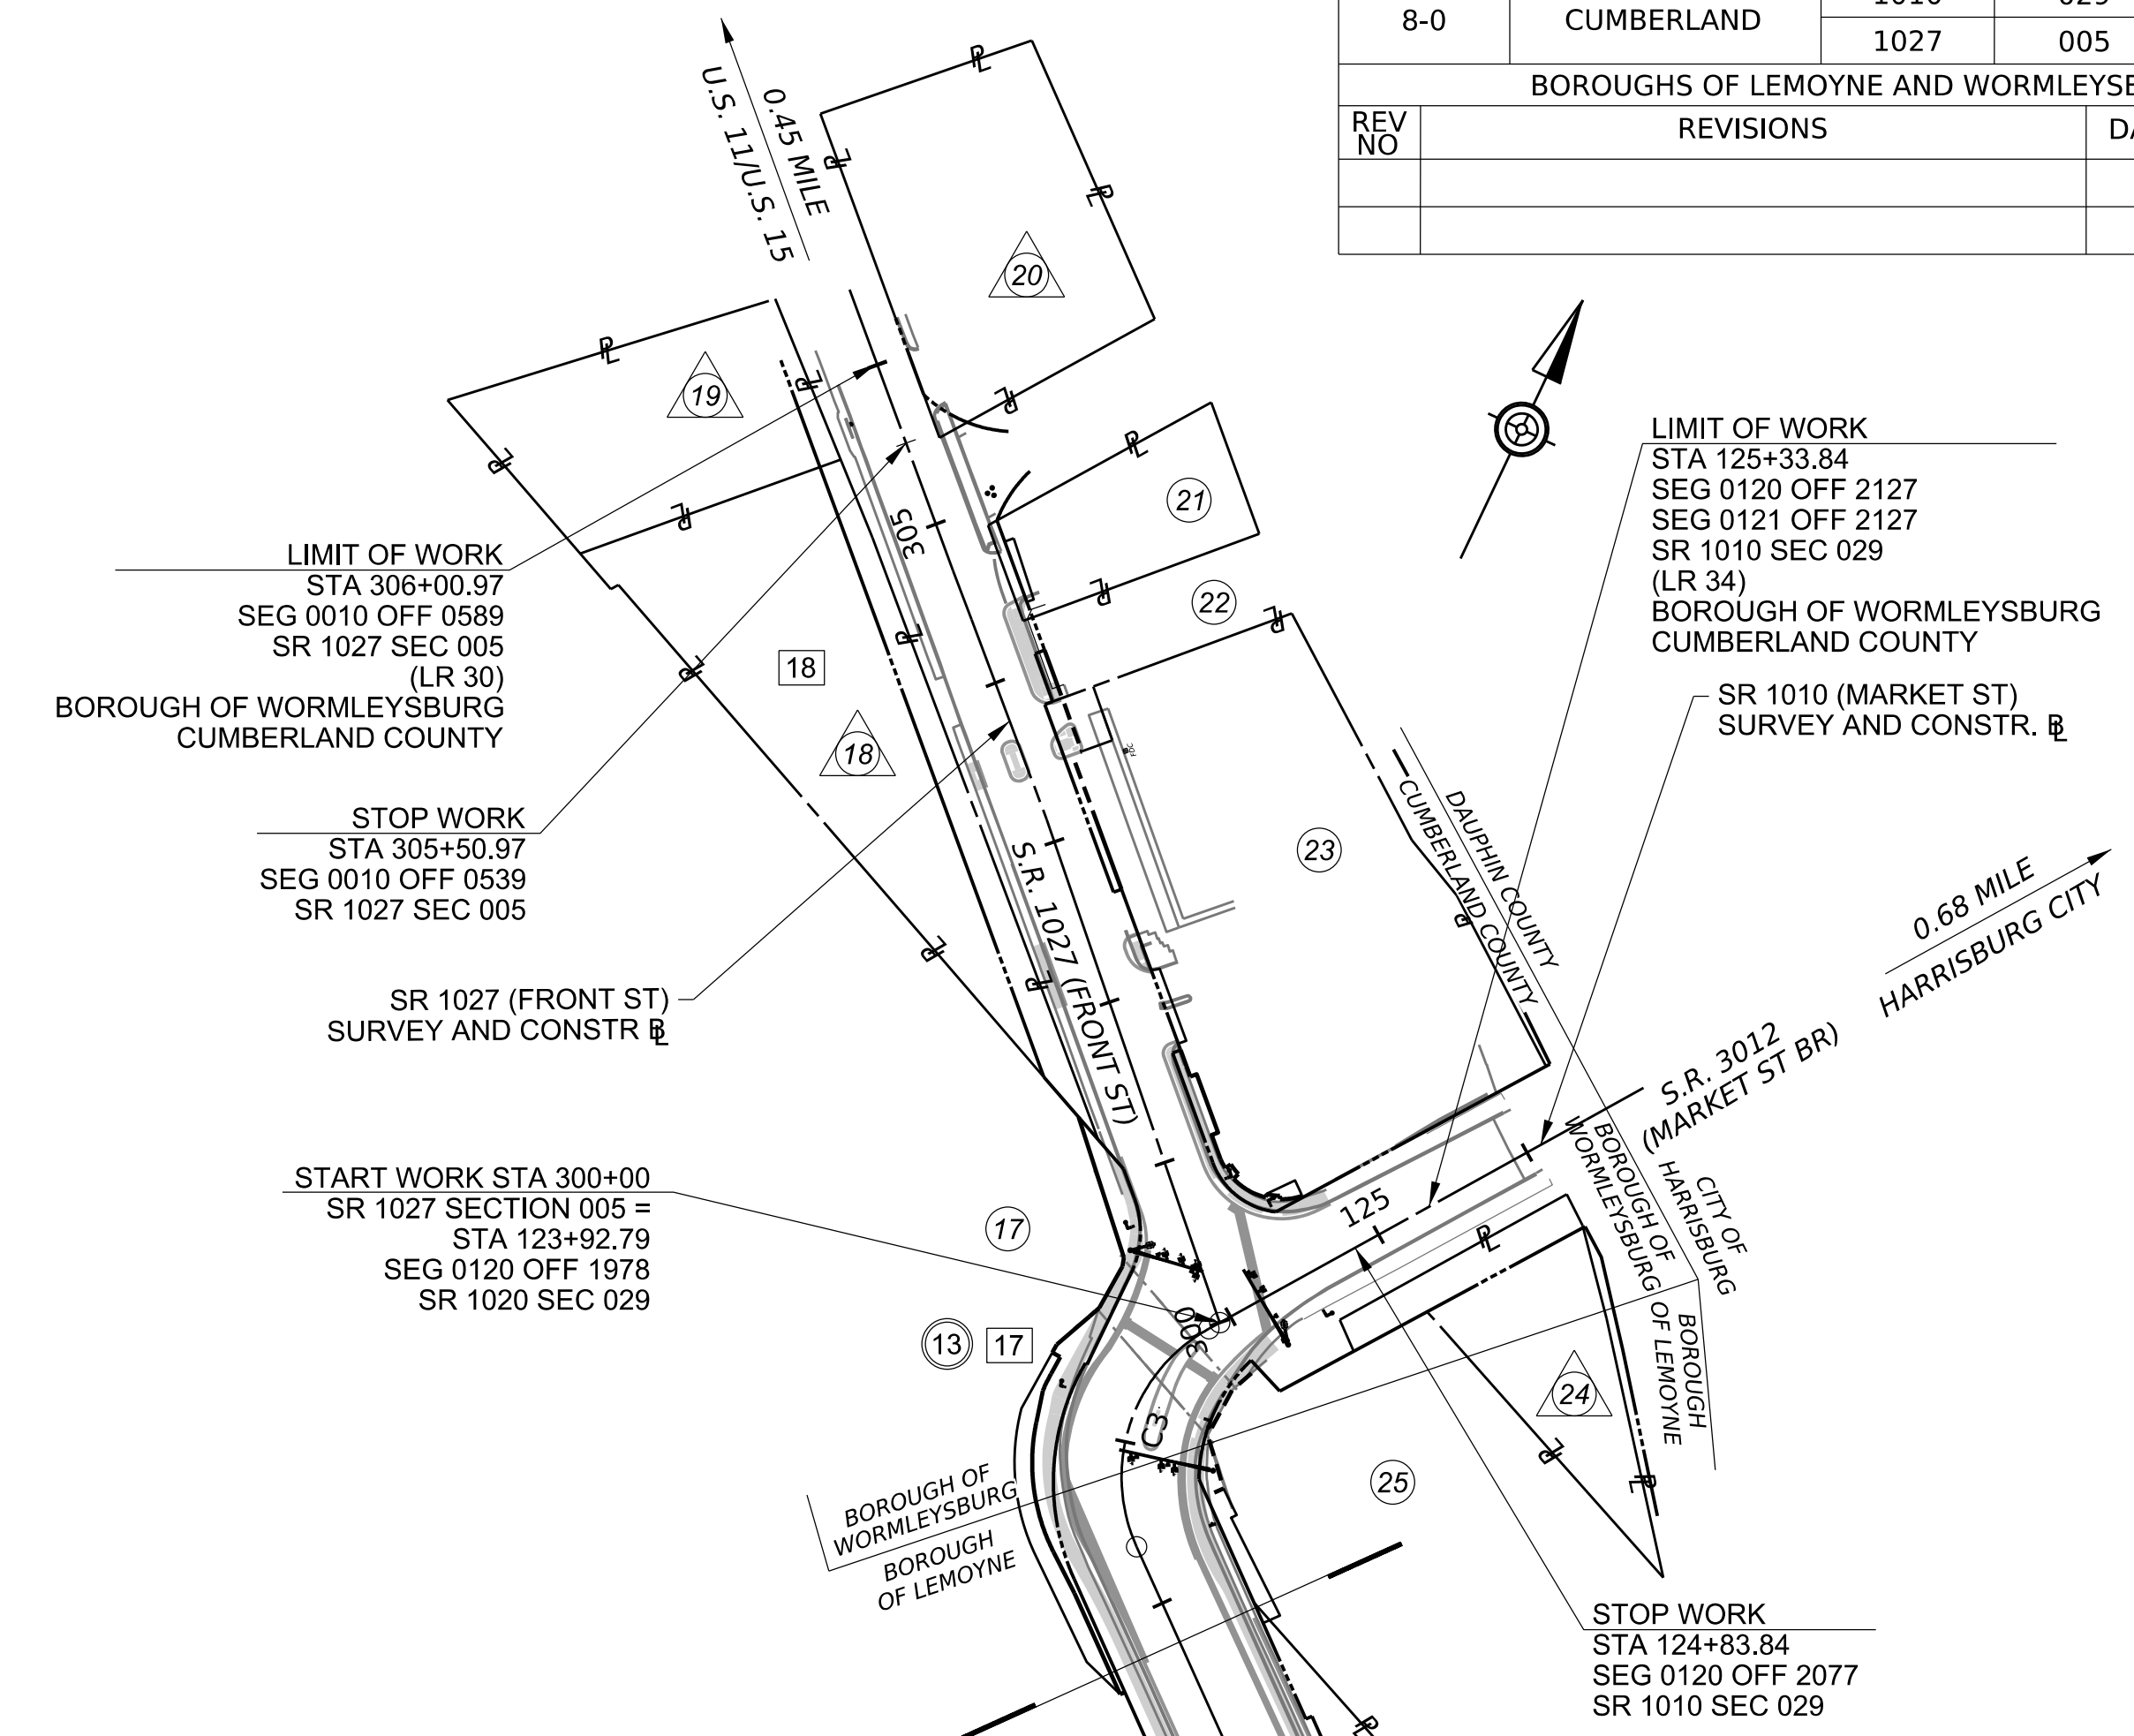 8-0
CUMBERLAND
1027
005
BOROUGHS OF LEMOYNE AND
REV
NO
REVISIONS
0.45 MILE
U.S. 11/U.S. 15
20
19
21
22
305
18
18
23
LIMIT OF WORK
STA 306+00.97
SEG 0010 OFF 0589
SR 1027 SEC 005
(LR 30)
BOROUGH OF WORMLEYSBURG
CUMBERLAND COUNTY
STOP WORK
STA 305+50.97
SEG 0010 OFF 0539
SR 1027 SEC 005
SR 1027 (FRONT ST)
SURVEY AND CONSTR BL
START WORK STA 300+00
SR 1027 SECTION 005 =
STA 123+92.79
SEG 0120 OFF 1978
SR 1020 SEC 029
LIMIT OF WORK
STA 125+33.84
SEG 0120 OFF 2127
SEG 0121 OFF 2127
SR 1010 SEC 029
(LR 34)
BOROUGH OF WORMLEYSBURG
CUMBERLAND COUNTY
SR 1010 (MARKET ST)
SURVEY AND CONSTR. BL
FDC
DAUPHIN COUNTY
CUMBERLAND COUNTY
0.68 MILE
HARRISBURG CITY
S.R. 3012
(MARKET ST BR)
S.R. 1027 (FRONT ST)
125
300
C3
17
13
17
BOROUGH OF
WORMLEYSBURG
CITY OF
HARRISBURG
BOROUGH
OF LEMOYNE
24
25
BOROUGH OF
WORMLEYSBURG
BOROUGH
OF LEMOYNE
STOP WORK
STA 124+83.84
SEG 0120 OFF 2077
SR 1010 SEC 029